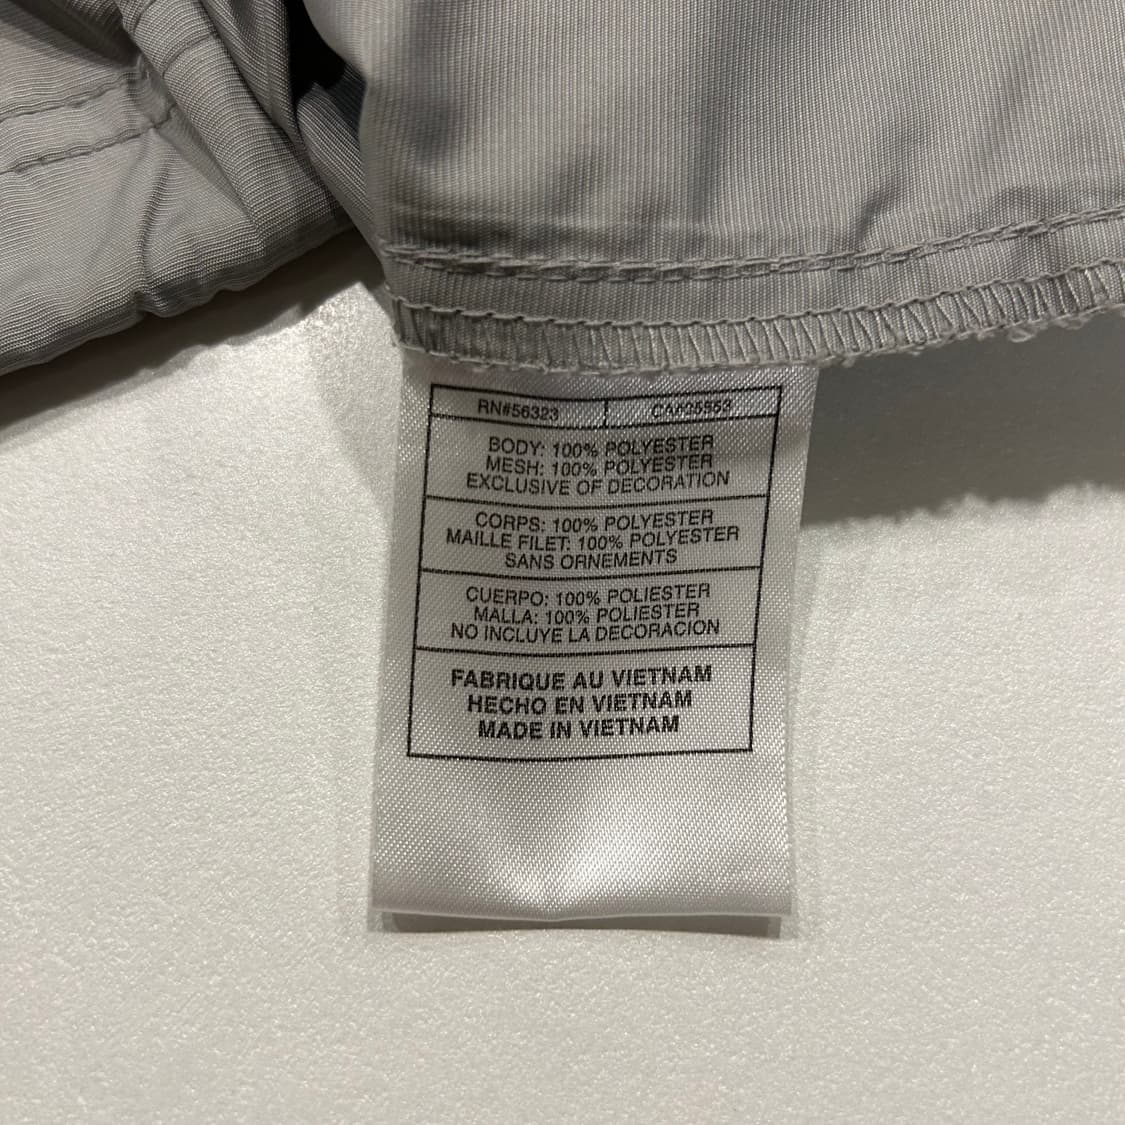 RN#56323 CA#05553
BODY: 100% POLYESTER
MESH: 100% POLYESTER
EXCLUSIVE OF DECORATION
CORPS: 100% POLYESTER
MAILLE FILET: 100% POLYESTER
SANS ORNEMENTS
CUERPO: 100% POLIESTER
MALLA: 100% POLIESTER
NO INCLUYE LA DECORACION
FABRIQUE AU VIETNAM
HECHO EN VIETNAM
MADE IN VIETNAM